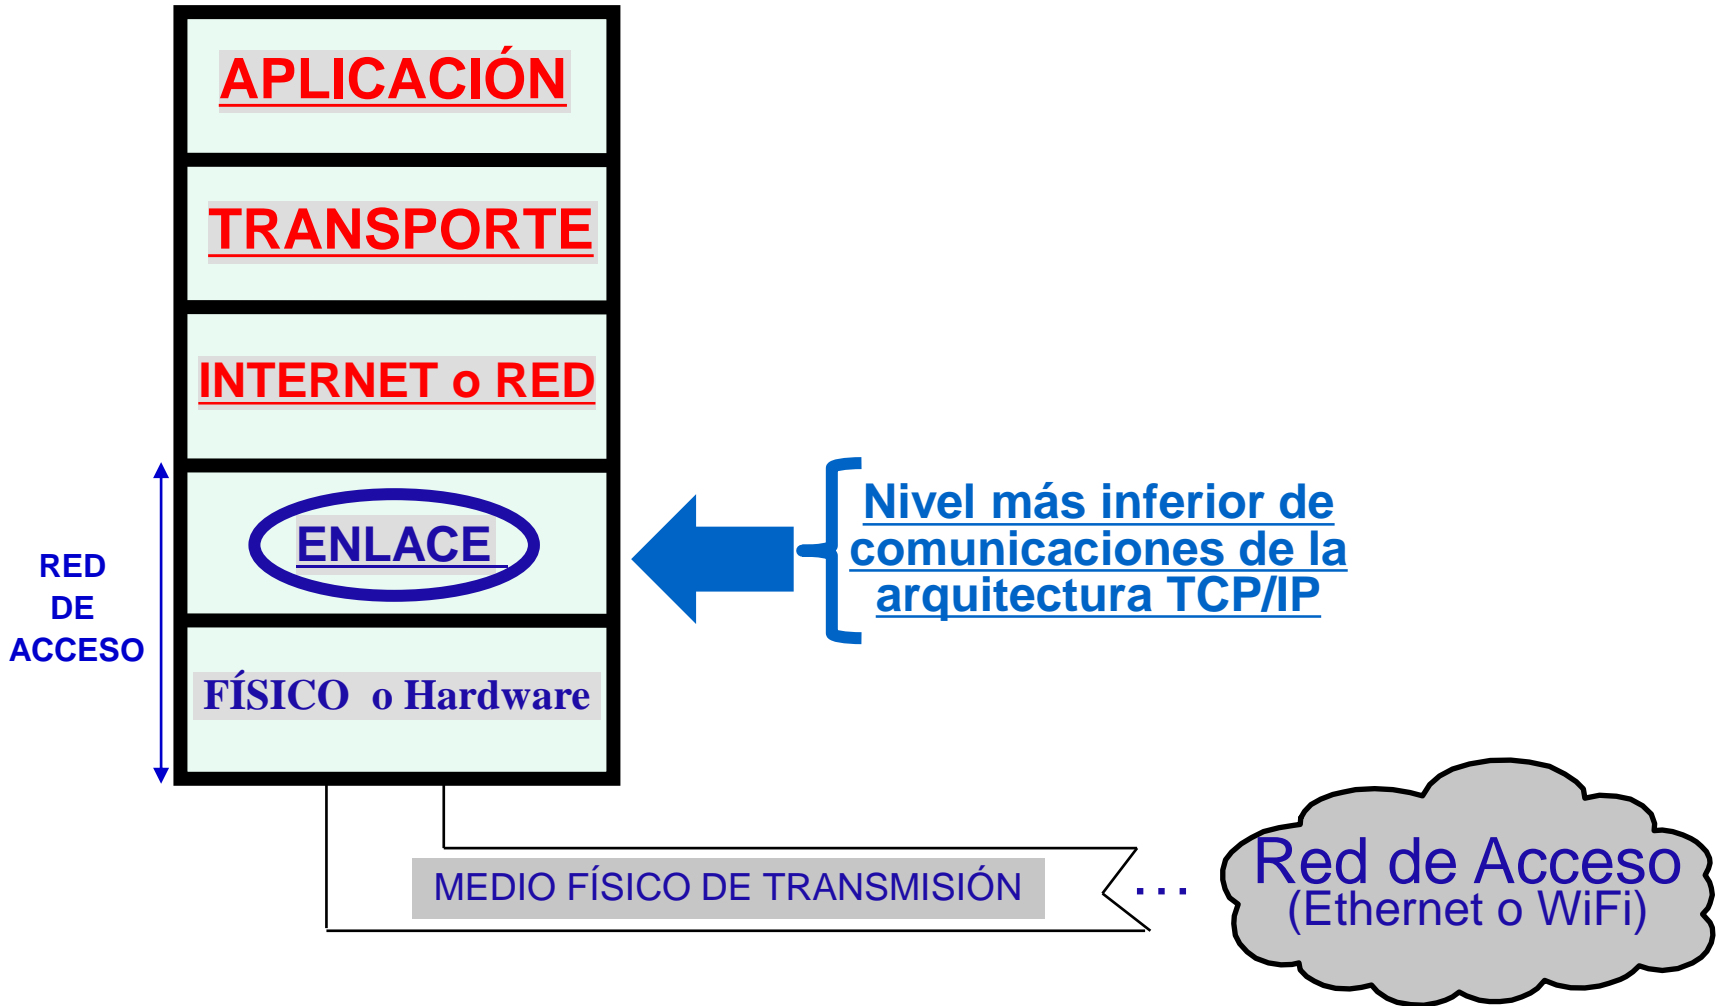 APLICACIÓN
TRANSPORTE
INTERNET o RED
ENLACE
FÍSICO o Hardware
RED
DE
ACCESO
Nivel más inferior de
comunicaciones de la
arquitectura TCP/IP
MEDIO FÍSICO DE TRANSMISIÓN
...
Red de Acceso
(Ethernet o WiFi)